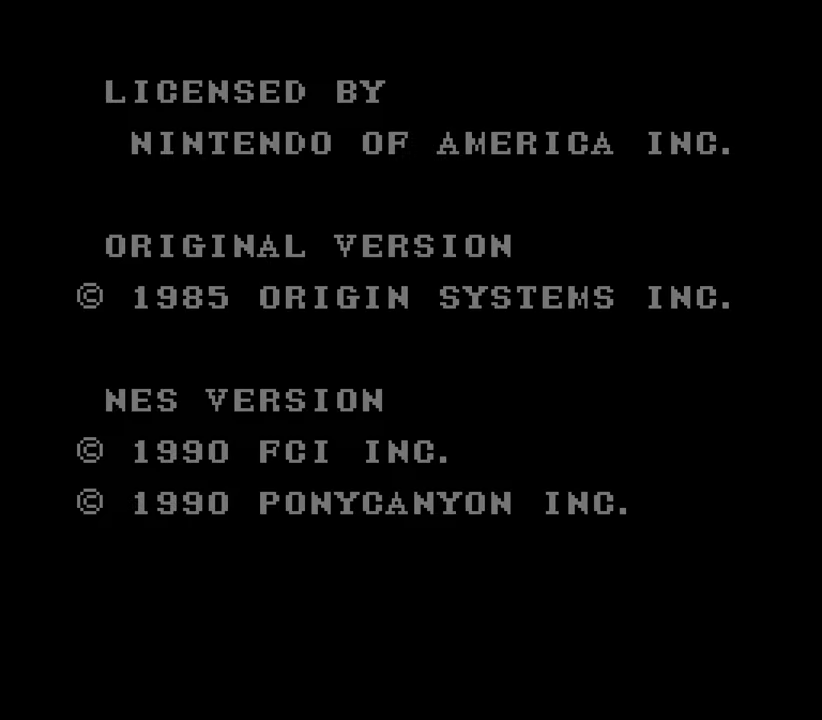 LICENSED BY
NINTENDO OF AMERICA INC.
ORIGINAL VERSION
© 1985 ORIGIN SYSTEMS INC.
NES VERSION
© 1990 FCI INC.
© 1990 PONYCANYON INC.